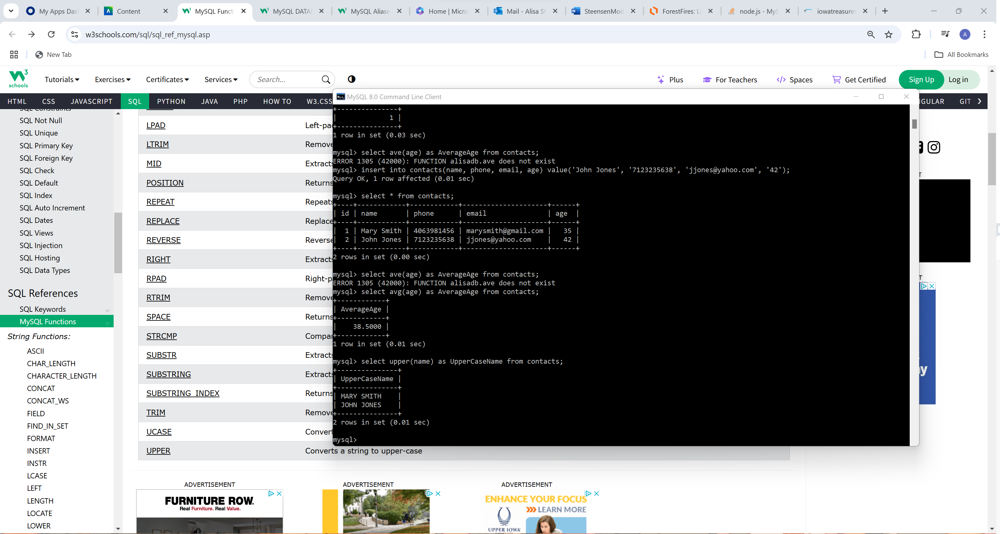 My Apps Das
Content
MySQL Functi
MySQL DATA
MySQL Aliase
Home | Micro
Mail - Alisa St
SteensenMod
ForestFires: L
node.js - MyS
iowatreasurer
w3schools.com/sql/sql_ref_mysql.asp
A
New Tab
All Bookmarks
W3 schools
Tutorials
Exercises
Certificates
Services
Search...
Plus
For Teachers
Spaces
Get Certified
Sign Up
Log in
HTML
CSS
JAVASCRIPT
SQL
PYTHON
JAVA
PHP
HOW TO
W3.CSS
GULAR
GIT
SQL Constraints
SQL Not Null
SQL Unique
SQL Primary Key
SQL Foreign Key
SQL Check
SQL Default
SQL Index
SQL Auto Increment
SQL Dates
SQL Views
SQL Injection
SQL Hosting
SQL Data Types
SQL References
SQL Keywords
MySQL Functions
String Functions:
ASCII
CHAR_LENGTH
CHARACTER_LENGTH
CONCAT
CONCAT_WS
FIELD
FIND_IN_SET
FORMAT
INSERT
INSTR
LCASE
LEFT
LENGTH
LOCATE
LOWER
LPAD Left-pa
LTRIM Remove
MID Extracts
POSITION Returns
REPEAT Repeats
REPLACE Replace
REVERSE Reverse
RIGHT Extracts
RPAD Right-p
RTRIM Remove
SPACE Returns
STRCMP Compa
SUBSTR Extracts
SUBSTRING Extracts
SUBSTRING_INDEX Returns
TRIM Remove
UCASE Convert
UPPER Converts a string to upper-case
MySQL 8.0 Command Line Client
+---------------+
| 1 |
+---------------+
1 row in set (0.03 sec)
mysql> select ave(age) as AverageAge from contacts;
ERROR 1305 (42000): FUNCTION alisadb.ave does not exist
mysql> insert into contacts(name, phone, email, age) value('John Jones', '7123235638', 'jjones@yahoo.com', '42');
Query OK, 1 row affected (0.01 sec)
mysql> select * from contacts;
+----+------------+------------+---------------------+------+
| id | name | phone | email | age |
+----+------------+------------+---------------------+------+
| 1 | Mary Smith | 4063981456 | marysmith@gmail.com | 35 |
| 2 | John Jones | 7123235638 | jjones@yahoo.com | 42 |
+----+------------+------------+---------------------+------+
2 rows in set (0.00 sec)
mysql> select ave(age) as AverageAge from contacts;
ERROR 1305 (42000): FUNCTION alisadb.ave does not exist
mysql> select avg(age) as AverageAge from contacts;
+------------+
| AverageAge |
+------------+
| 38.5000 |
+------------+
1 row in set (0.01 sec)
mysql> select upper(name) as UpperCaseName from contacts;
+---------------+
| UpperCaseName |
+---------------+
| MARY SMITH |
| JOHN JONES |
+---------------+
2 rows in set (0.01 sec)
mysql>
T
T
ay
ADVERTISEMENT
ADVERTISEMENT
ADVERTISEMENT
FURNITURE ROW.
Real Furniture. Real Value.
ENHANCE YOUR FOCUS
LEARN MORE
UPPER IOWA